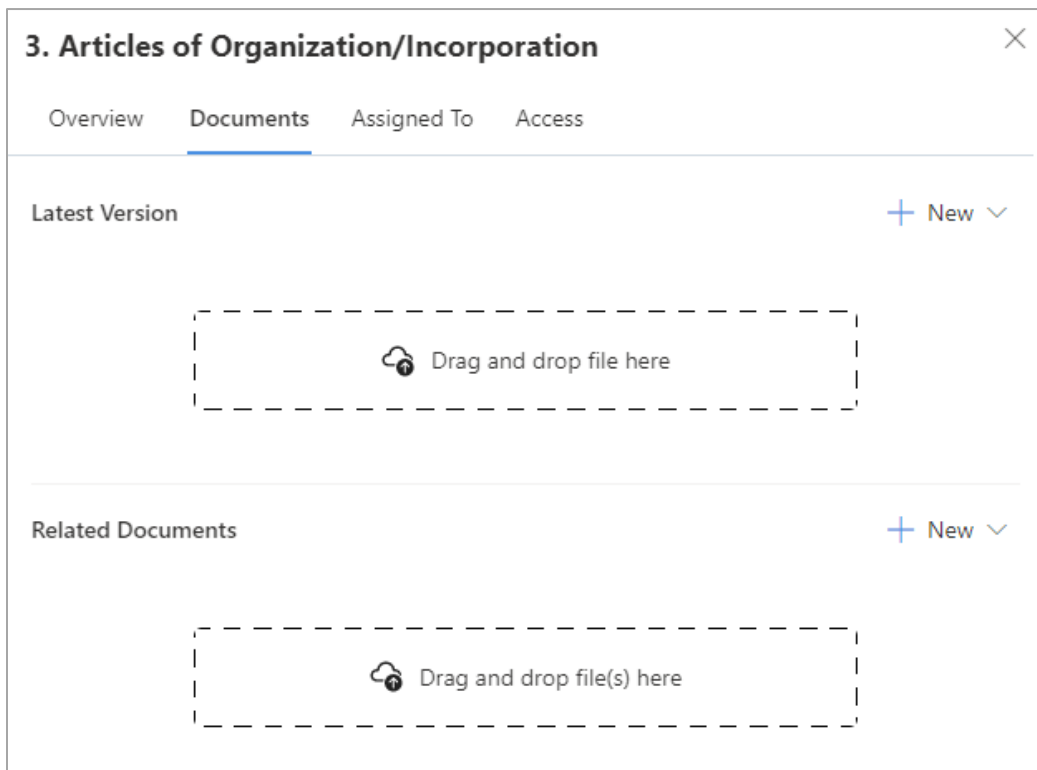 3. Articles of Organization/Incorporation
Overview Documents Assigned To Access
Latest Version New
Drag and drop file here
Related Documents New
Drag and drop file(s) here